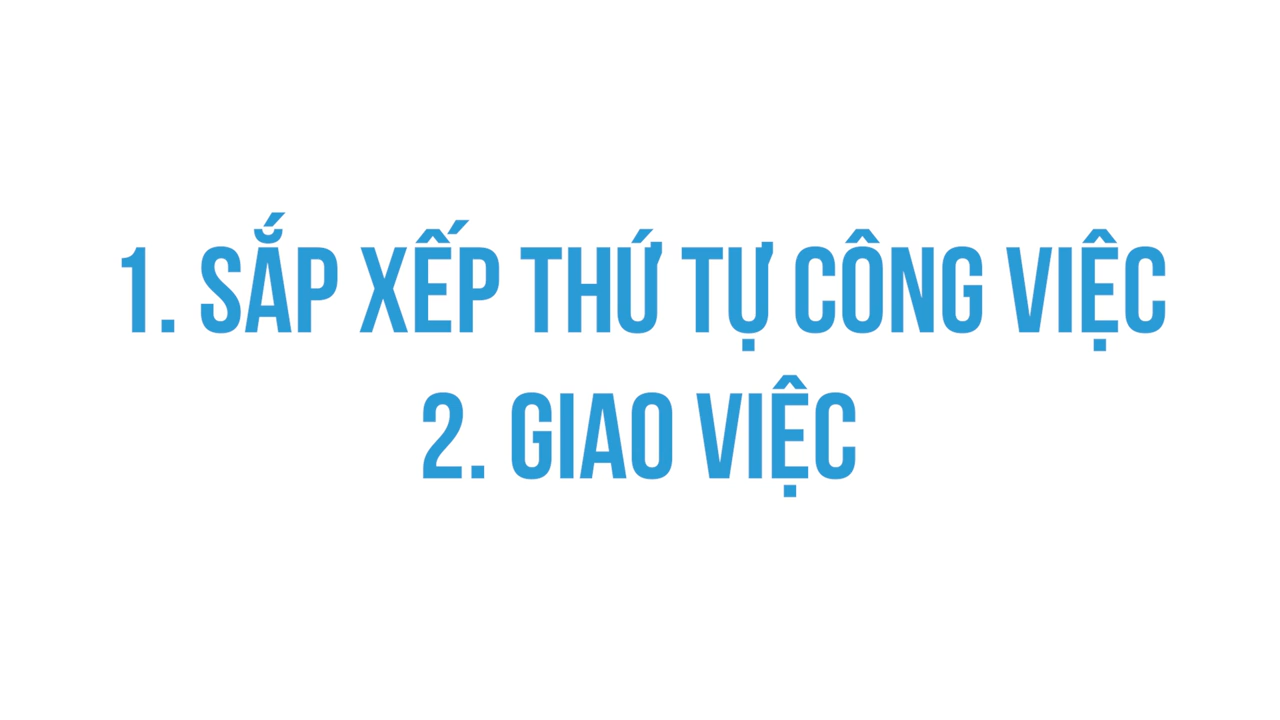 1. SẮP XẾP THỨ TỰ CÔNG VIỆC
2. GIAO VIỆC